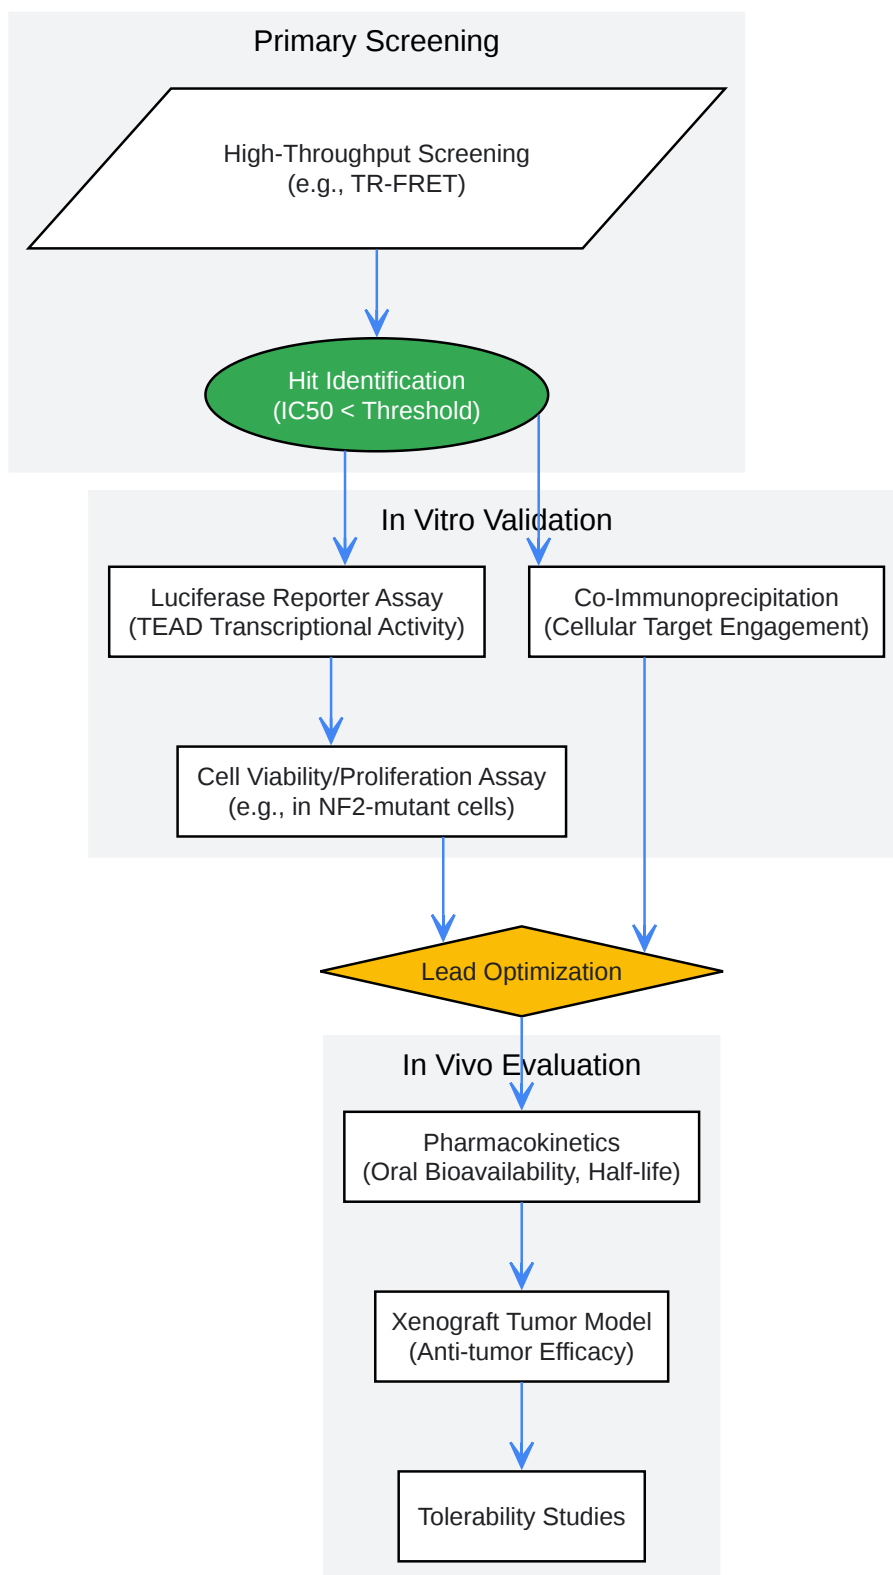 Primary Screening
High-Throughput Screening
(e.g., TR-FRET)
Hit Identification
(IC50 < Threshold)
In Vitro Validation
Luciferase Reporter Assay
(TEAD Transcriptional Activity)
Co-Immunoprecipitation
(Cellular Target Engagement)
Cell Viability/Proliferation Assay
(e.g., in NF2-mutant cells)
Lead Optimization
In Vivo Evaluation
Pharmacokinetics
(Oral Bioavailability, Half-life)
Xenograft Tumor Model
(Anti-tumor Efficacy)
Tolerability Studies